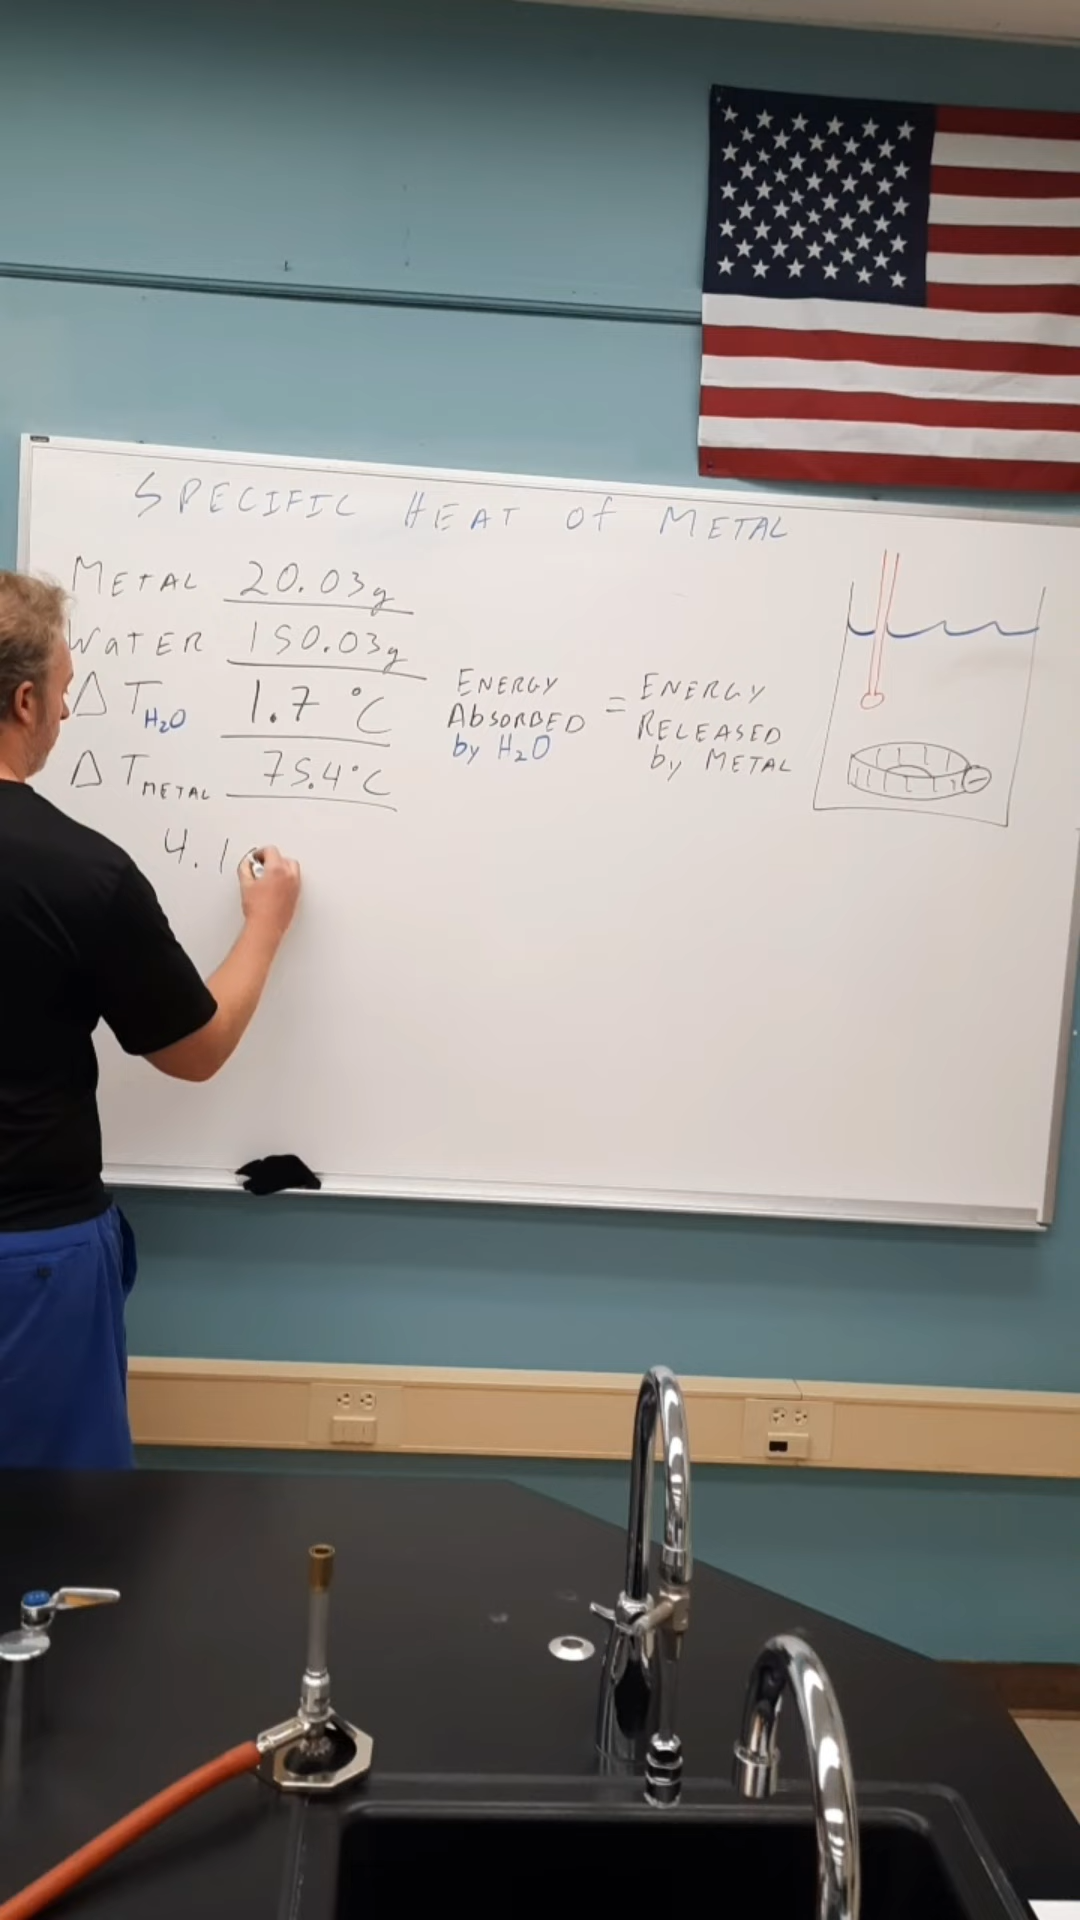 SPECIFIC HEAT Of METAL
METAL 20.03g
WATER 150.03g
ΔT H2O 1.7 °C
ΔT METAL 75.4°C
4.1
ENERGY
ABSORBED
by H2O
=
ENERGY
RELEASED
by METAL